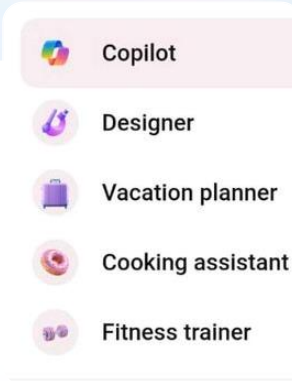 Copilot
Designer
Vacation planner
Cooking assistant
Fitness trainer